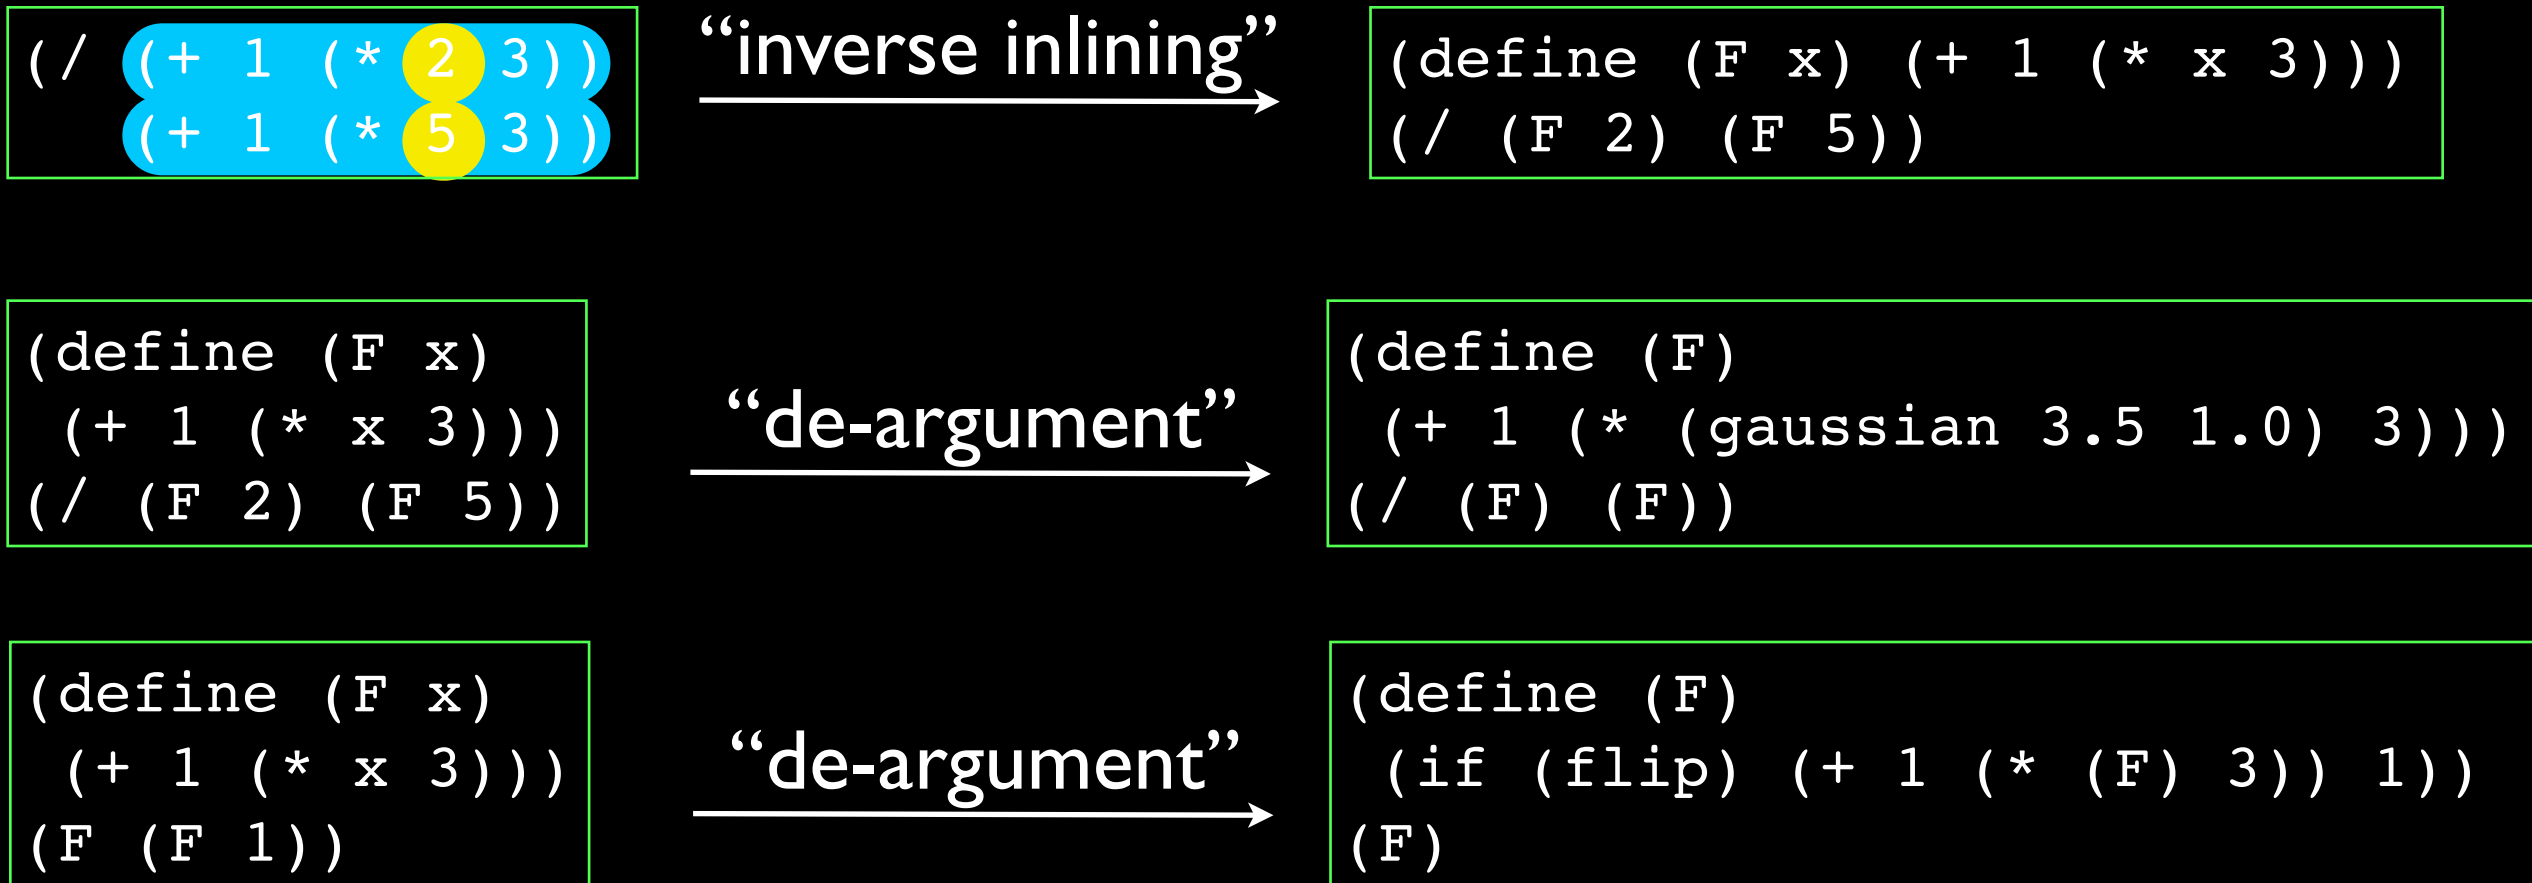 (/ (+ 1 (* 2 3))
(+ 1 (* 5 3))
“inverse inlining”
(define (F x) (+ 1 (* x 3)))
(/ (F 2) (F 5))
(define (F x)
(+ 1 (* x 3)))
(/ (F 2) (F 5))
“de-argument”
(define (F)
(+ 1 (* (gaussian 3.5 1.0) 3)))
(/ (F) (F))
(define (F x)
(+ 1 (* x 3)))
(F (F 1))
“de-argument”
(define (F)
(if (flip) (+ 1 (* (F) 3)) 1))
(F)